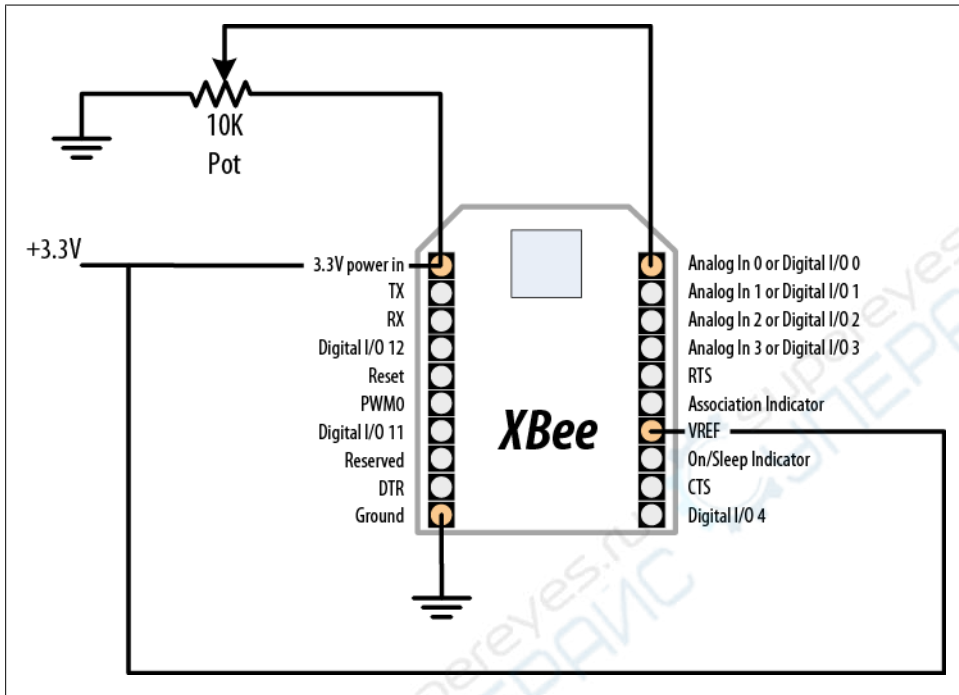 10K
Pot
+3.3V
3.3V power in
TX
RX
Digital I/O 12
Reset
PWM0
Digital I/O 11
Reserved
DTR
Ground
XBee
Analog In 0 or Digital I/O 0
Analog In 1 or Digital I/O 1
Analog In 2 or Digital I/O 2
Analog In 3 or Digital I/O 3
RTS
Association Indicator
VREF
On/Sleep Indicator
CTS
Digital I/O 4
supereyes.ru